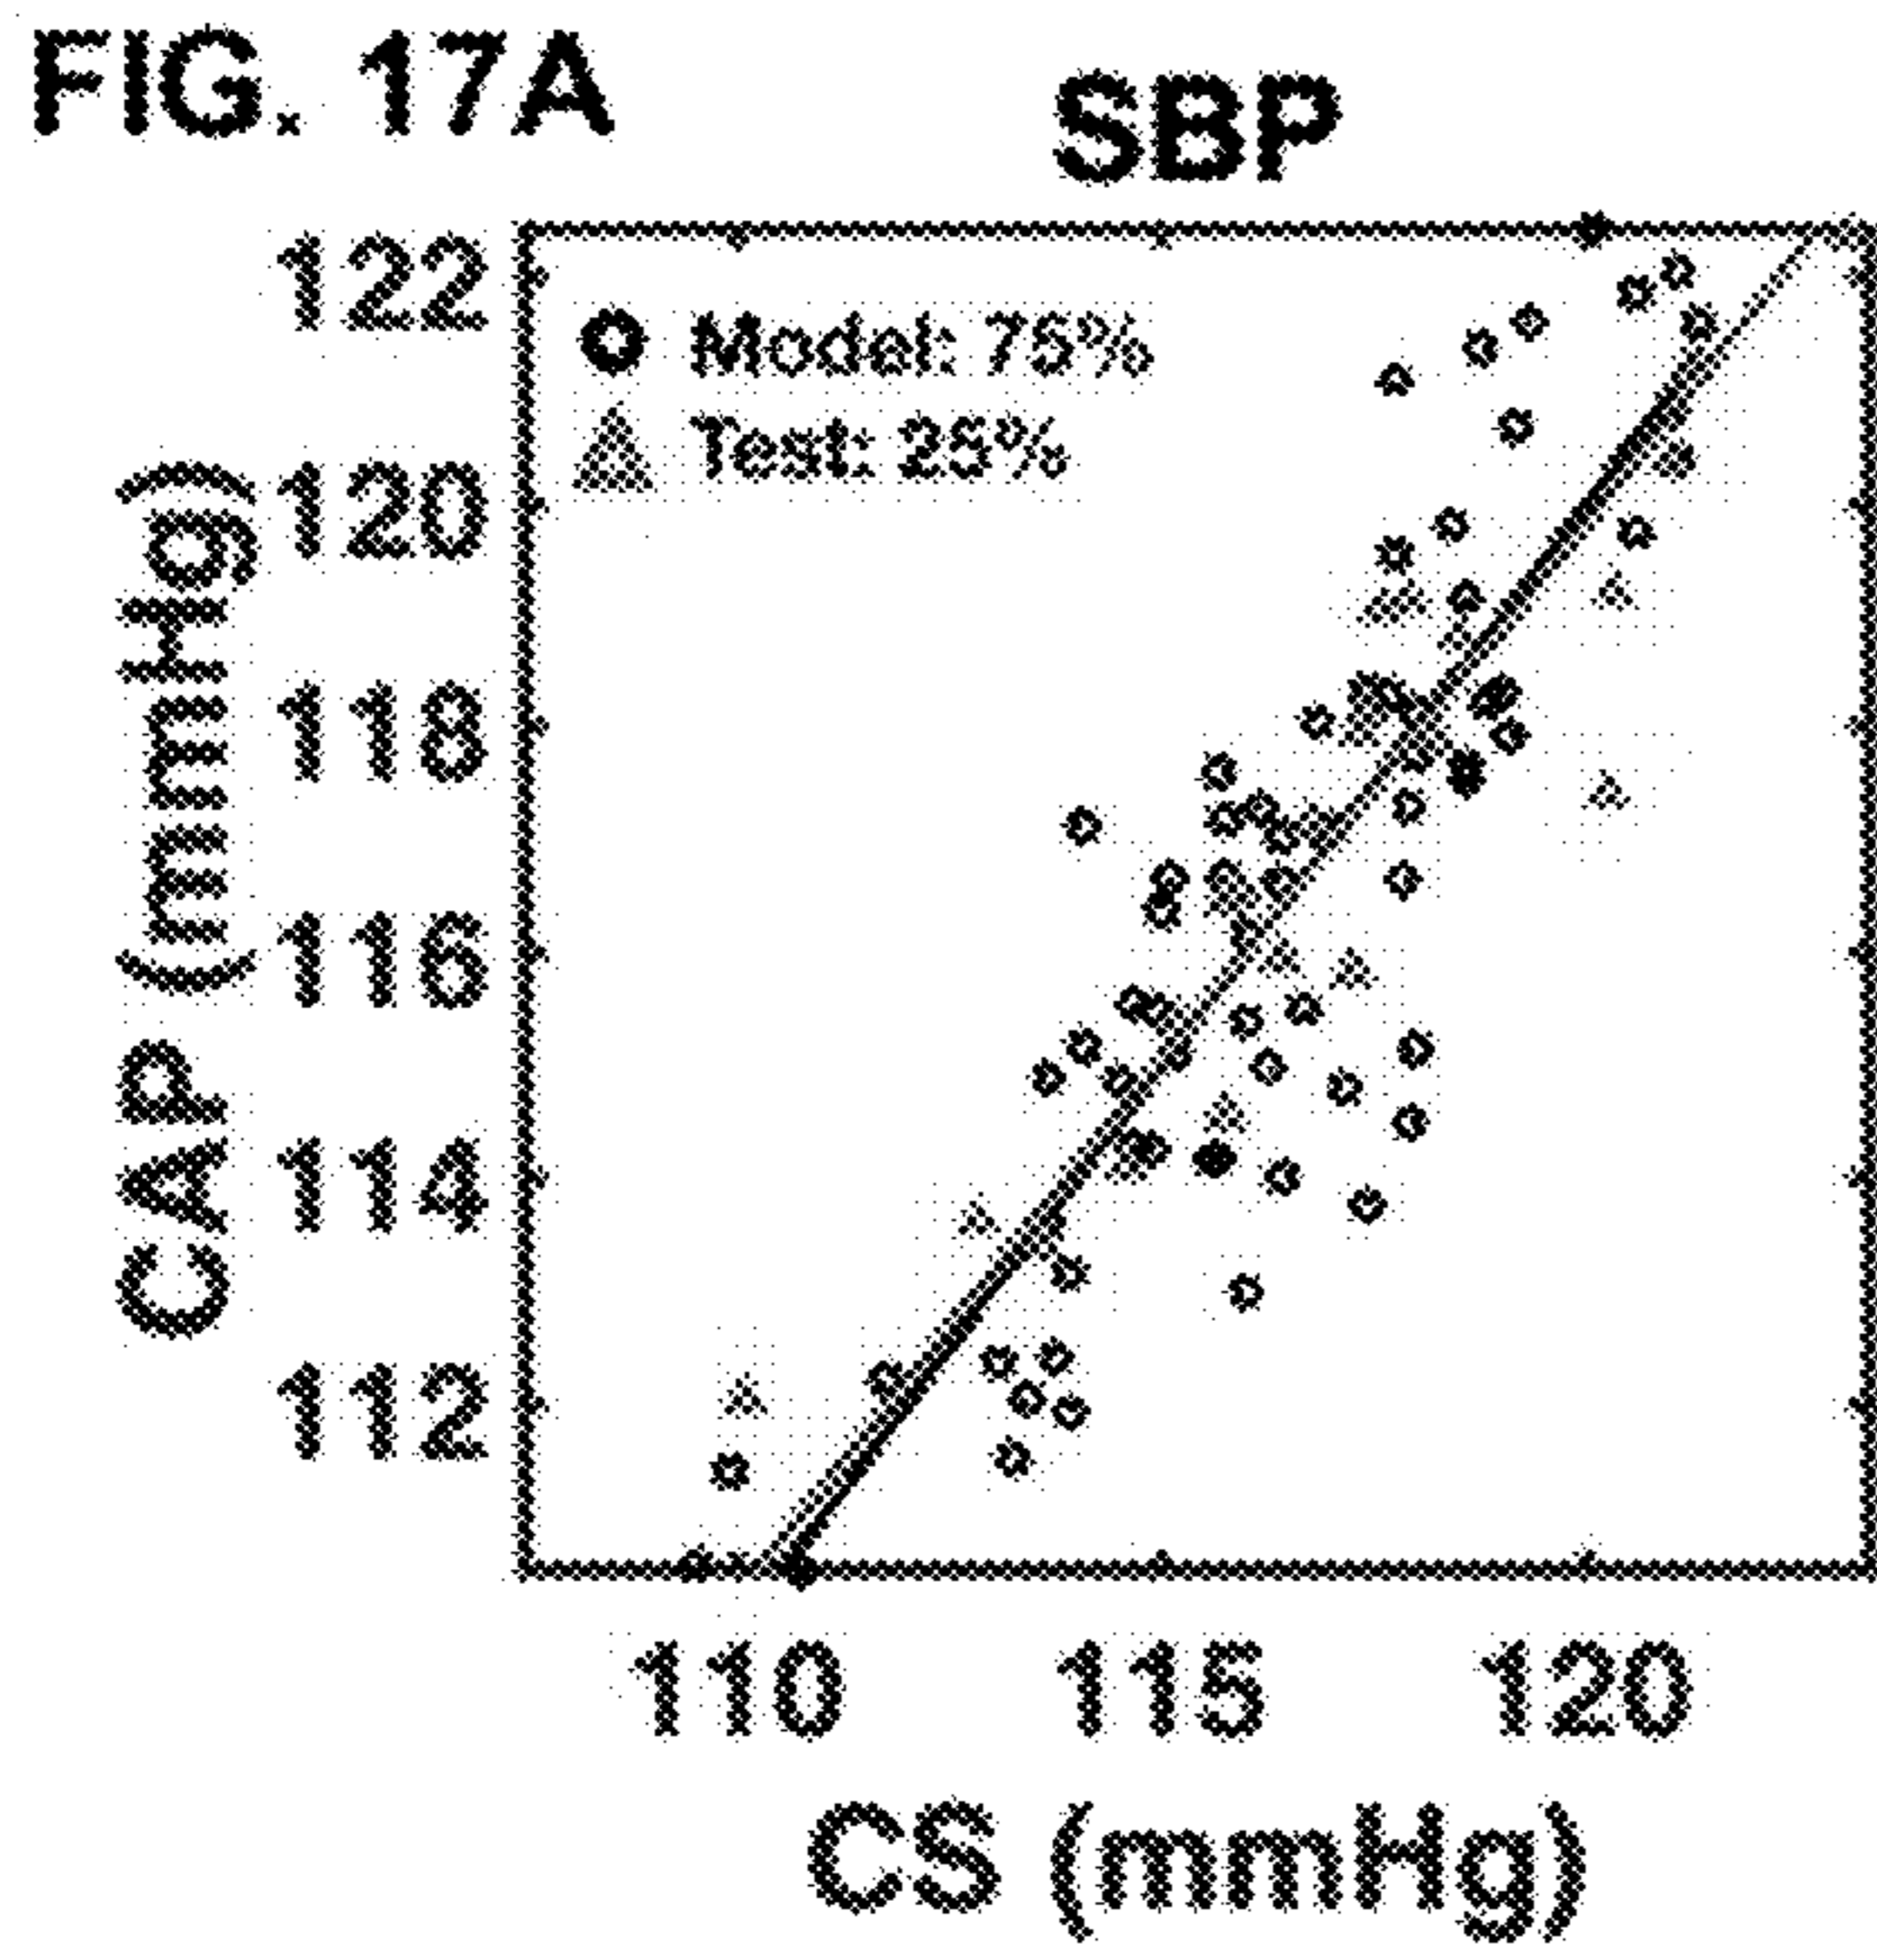 FIG. 17A
SBP
Model: 75%
Test: 25%
CAP (mmHg)
122
120
118
116
114
112
110 115 120
CS (mmHg)